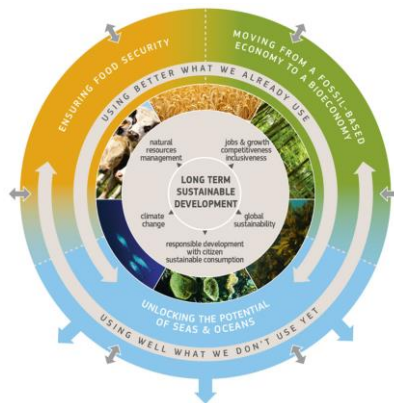 ENSURING FOOD SECURITY
MOVING FROM A FOSSIL-BASED
ECONOMY TO A BIOECONOMY
USING BETTER WHAT WE ALREADY USE
natural
resources
management
jobs & growth
competitiveness
inclusiveness
LONG TERM
SUSTAINABLE
DEVELOPMENT
climate
change
global
sustainability
responsible development
with citizen
sustainable consumption
UNLOCKING THE POTENTIAL
OF SEAS & OCEANS
USING WELL WHAT WE DON'T USE YET